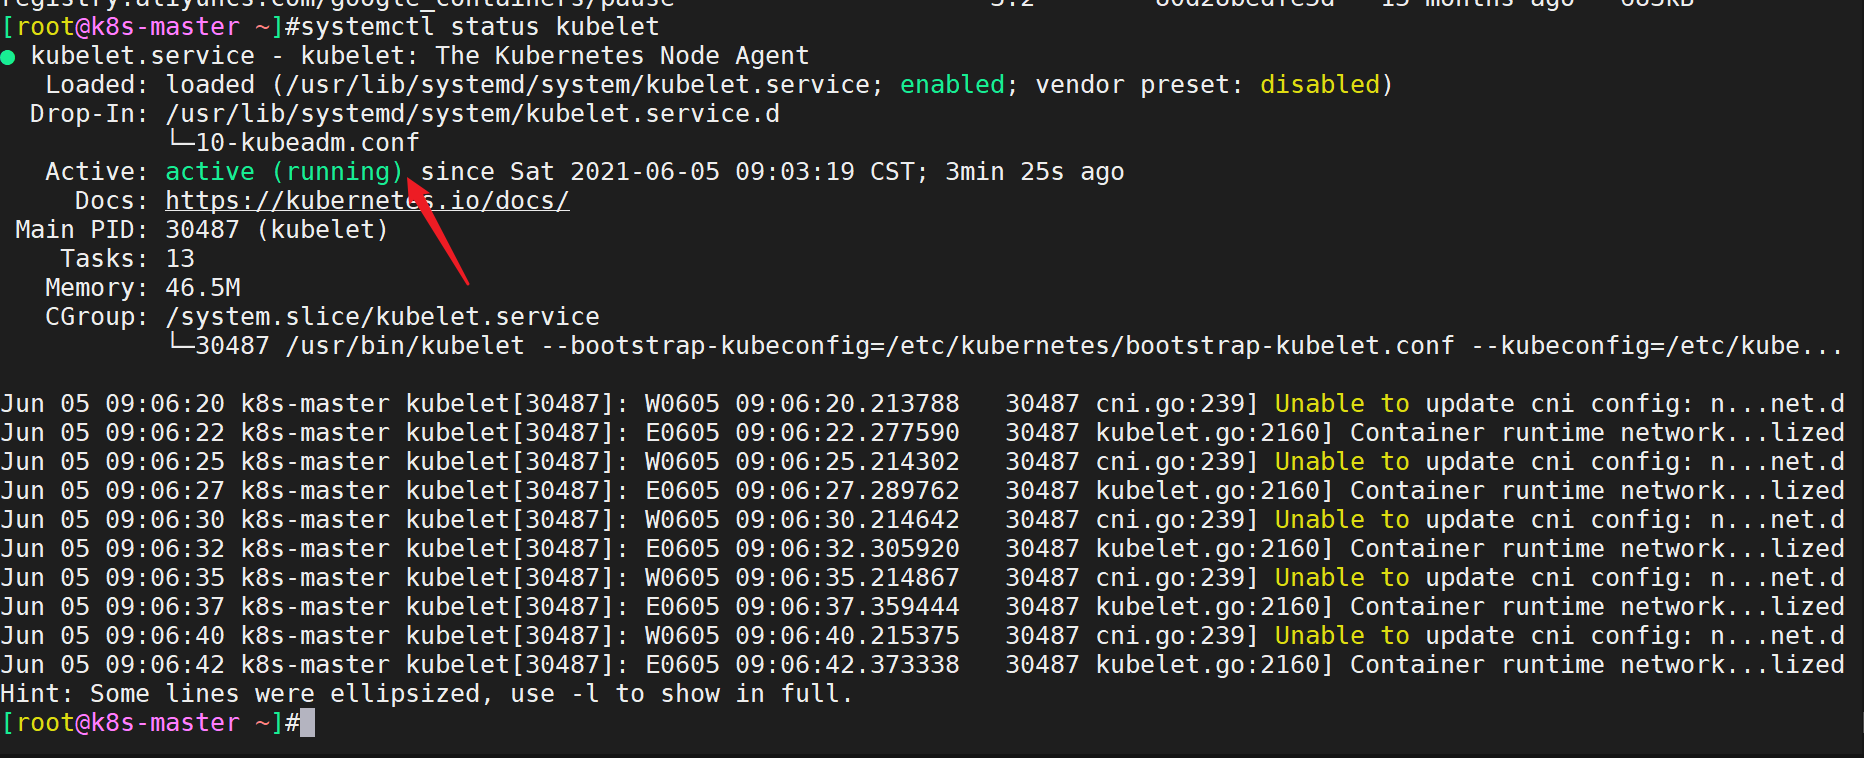 registry.aliyuncs.com/google_containers/pause 3.2 80d28bedfe5d 15 months ago 683kB
[root@k8s-master ~]#systemctl status kubelet
● kubelet.service - kubelet: The Kubernetes Node Agent
Loaded: loaded (/usr/lib/systemd/system/kubelet.service; enabled; vendor preset: disabled)
Drop-In: /usr/lib/systemd/system/kubelet.service.d
└─10-kubeadm.conf
Active: active (running) since Sat 2021-06-05 09:03:19 CST; 3min 25s ago
Docs: https://kubernetes.io/docs/
Main PID: 30487 (kubelet)
Tasks: 13
Memory: 46.5M
CGroup: /system.slice/kubelet.service
└─30487 /usr/bin/kubelet --bootstrap-kubeconfig=/etc/kubernetes/bootstrap-kubelet.conf --kubeconfig=/etc/kube...
Jun 05 09:06:20 k8s-master kubelet[30487]: W0605 09:06:20.213788 30487 cni.go:239] Unable to update cni config: n...net.d
Jun 05 09:06:22 k8s-master kubelet[30487]: E0605 09:06:22.277590 30487 kubelet.go:2160] Container runtime network...lized
Jun 05 09:06:25 k8s-master kubelet[30487]: W0605 09:06:25.214302 30487 cni.go:239] Unable to update cni config: n...net.d
Jun 05 09:06:27 k8s-master kubelet[30487]: E0605 09:06:27.289762 30487 kubelet.go:2160] Container runtime network...lized
Jun 05 09:06:30 k8s-master kubelet[30487]: W0605 09:06:30.214642 30487 cni.go:239] Unable to update cni config: n...net.d
Jun 05 09:06:32 k8s-master kubelet[30487]: E0605 09:06:32.305920 30487 kubelet.go:2160] Container runtime network...lized
Jun 05 09:06:35 k8s-master kubelet[30487]: W0605 09:06:35.214867 30487 cni.go:239] Unable to update cni config: n...net.d
Jun 05 09:06:37 k8s-master kubelet[30487]: E0605 09:06:37.359444 30487 kubelet.go:2160] Container runtime network...lized
Jun 05 09:06:40 k8s-master kubelet[30487]: W0605 09:06:40.215375 30487 cni.go:239] Unable to update cni config: n...net.d
Jun 05 09:06:42 k8s-master kubelet[30487]: E0605 09:06:42.373338 30487 kubelet.go:2160] Container runtime network...lized
Hint: Some lines were ellipsized, use -l to show in full.
[root@k8s-master ~]#